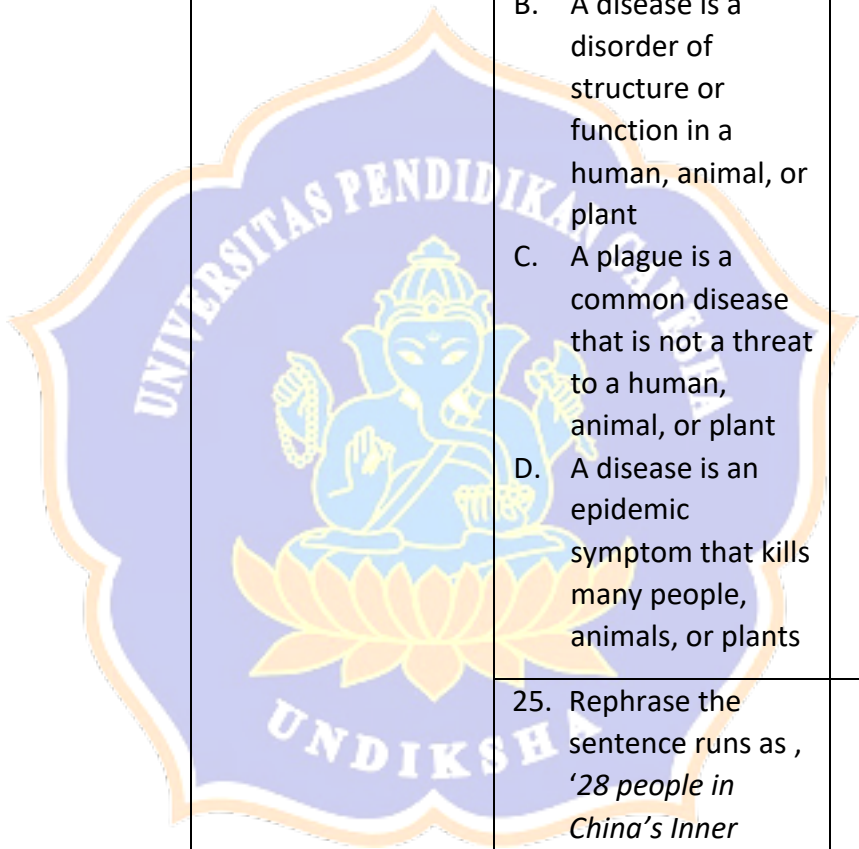 B. A disease is a
disorder of
structure or
function in a
human, animal, or
plant
C. A plague is a
common disease
that is not a threat
to a human,
animal, or plant
D. A disease is an
epidemic
symptom that kills
many people,
animals, or plants
25. Rephrase the
sentence runs as ,
‘28 people in
China’s Inner
UNIVERSITAS PENDIDIKAN GANESHA
UNDIKSHA